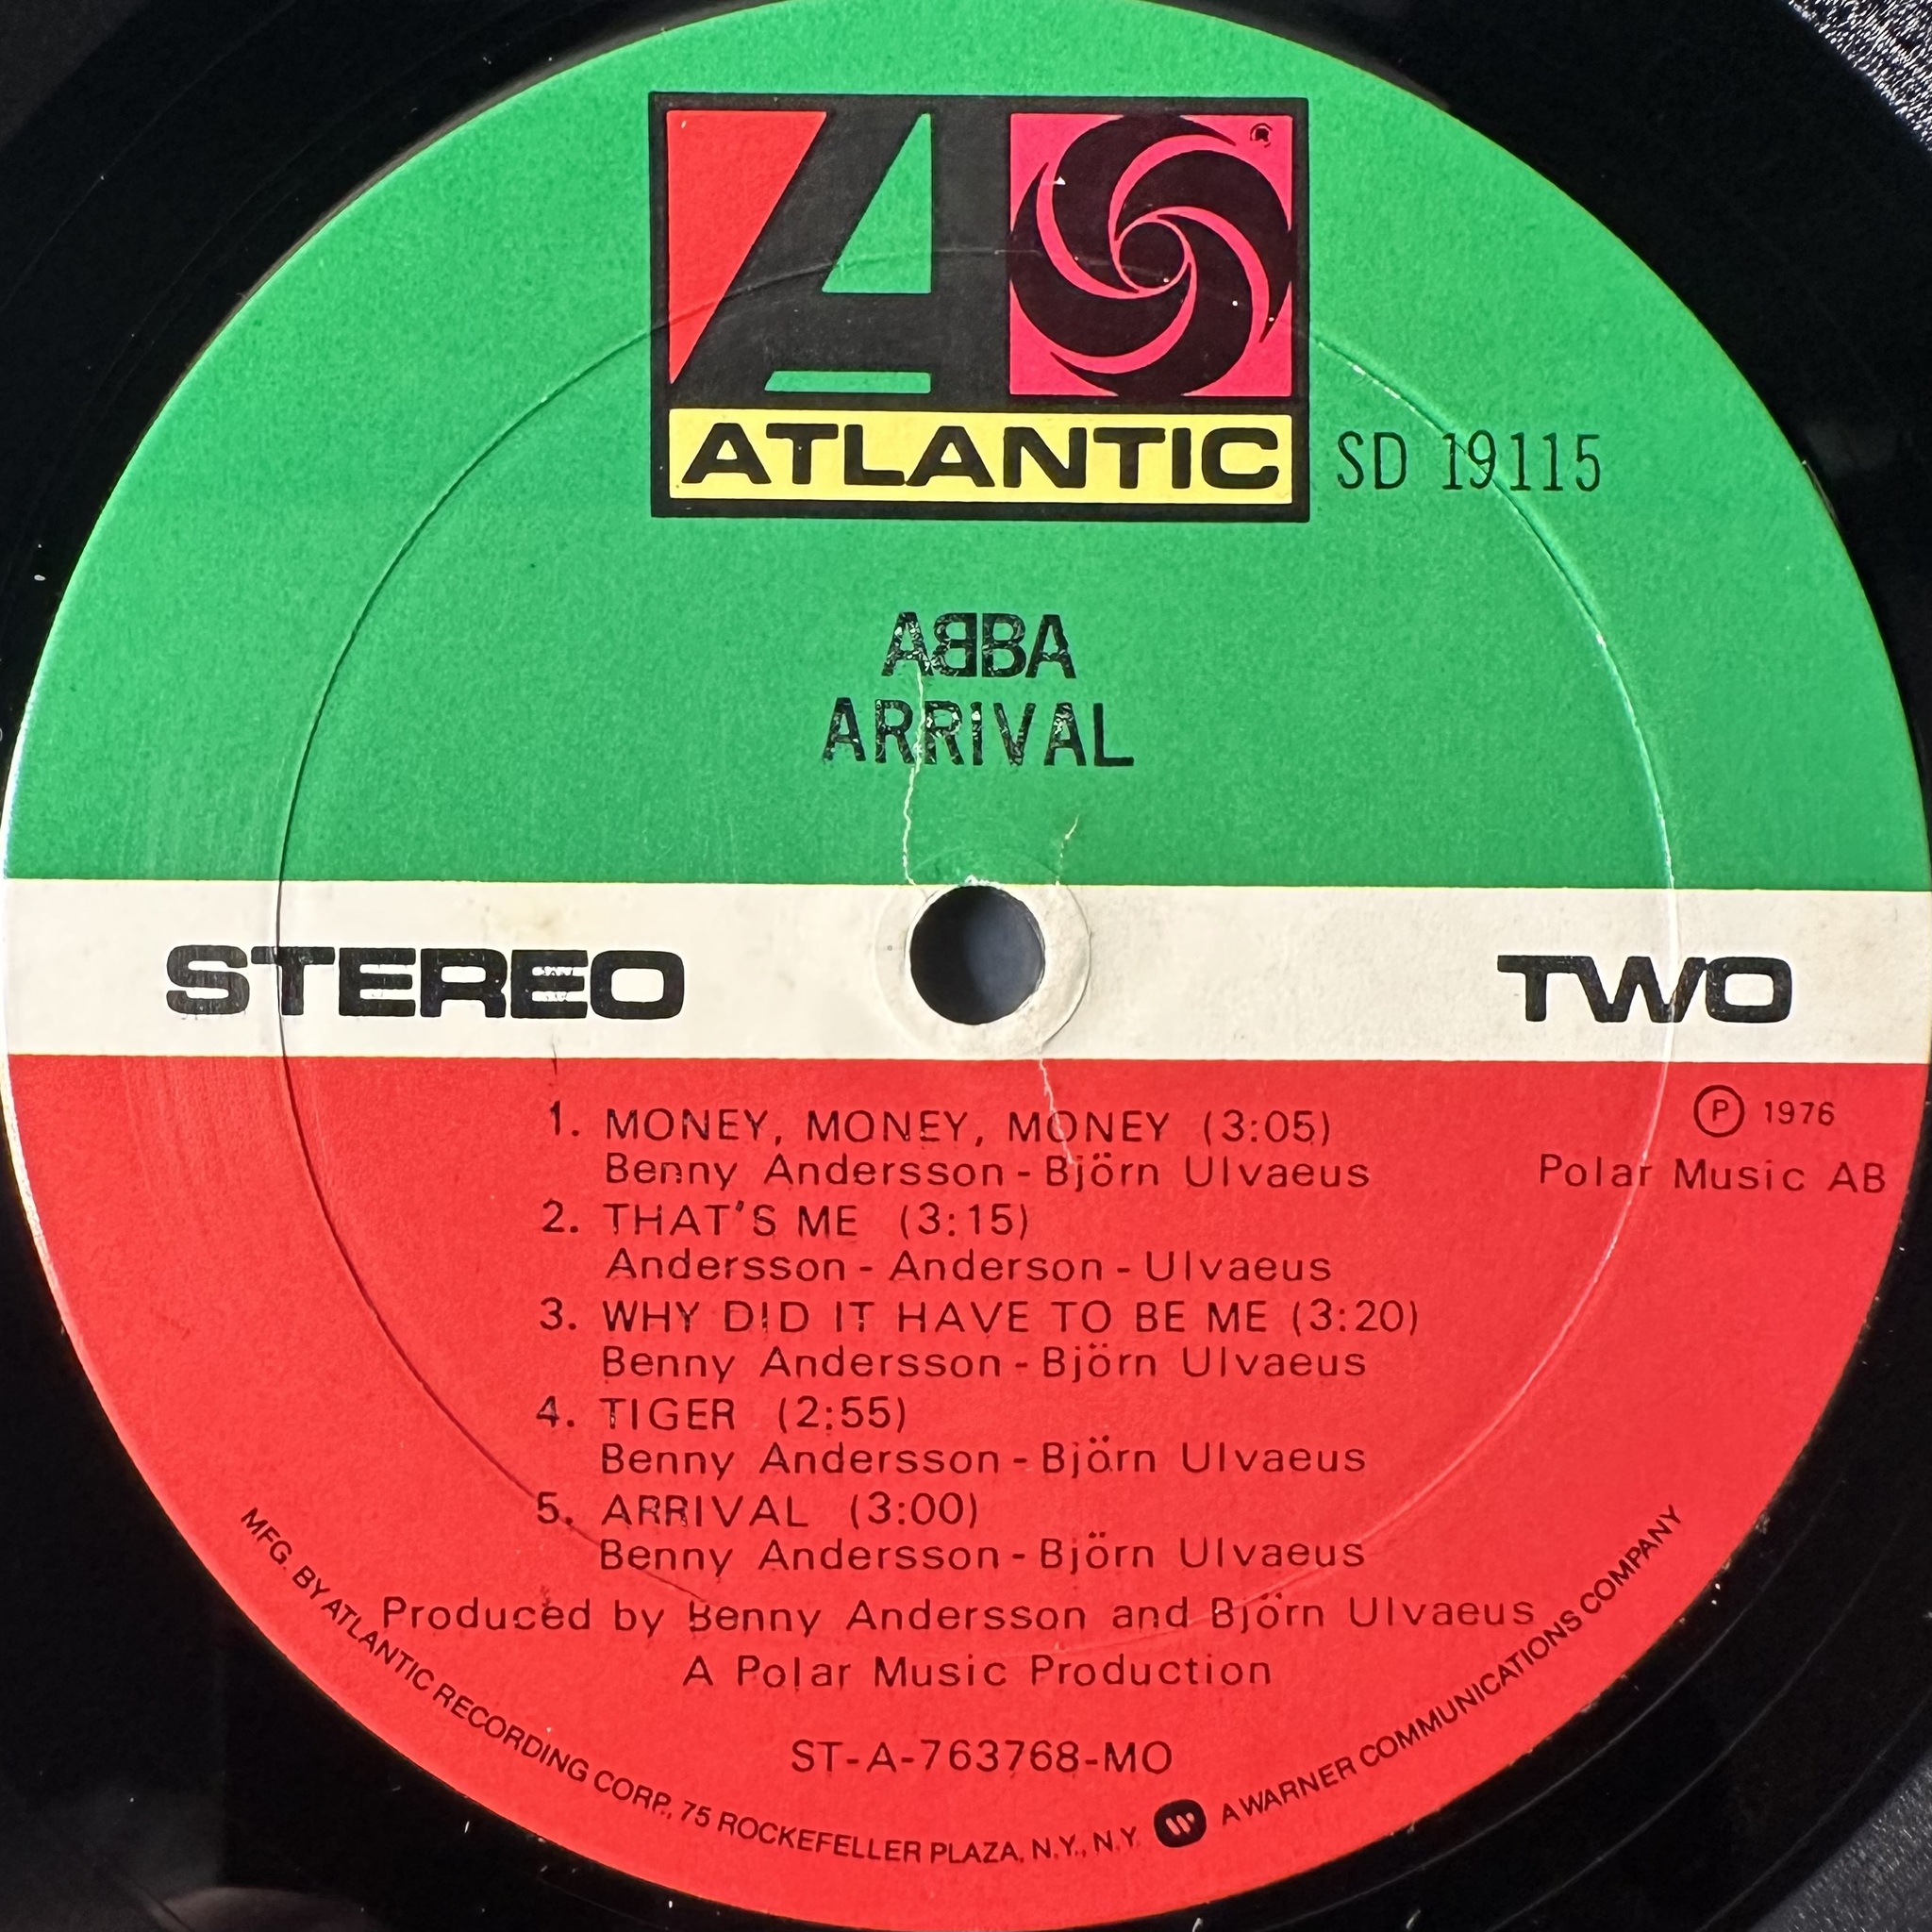 ATLANTIC
SD 19115
ABBA
ARRIVAL
STEREO
TWO
℗ 1976
Polar Music AB
1. MONEY, MONEY, MONEY (3:05)
Benny Andersson - Björn Ulvaeus
2. THAT'S ME (3:15)
Andersson - Anderson - Ulvaeus
3. WHY DID IT HAVE TO BE ME (3:20)
Benny Andersson - Björn Ulvaeus
4. TIGER (2:55)
Benny Andersson - Björn Ulvaeus
5. ARRIVAL (3:00)
Benny Andersson - Björn Ulvaeus
Produced by Benny Andersson and Björn Ulvaeus
A Polar Music Production
ST-A-763768-MO
MFG. BY ATLANTIC RECORDING CORP., 75 ROCKEFELLER PLAZA, N.Y., N.Y. A WARNER COMMUNICATIONS COMPANY